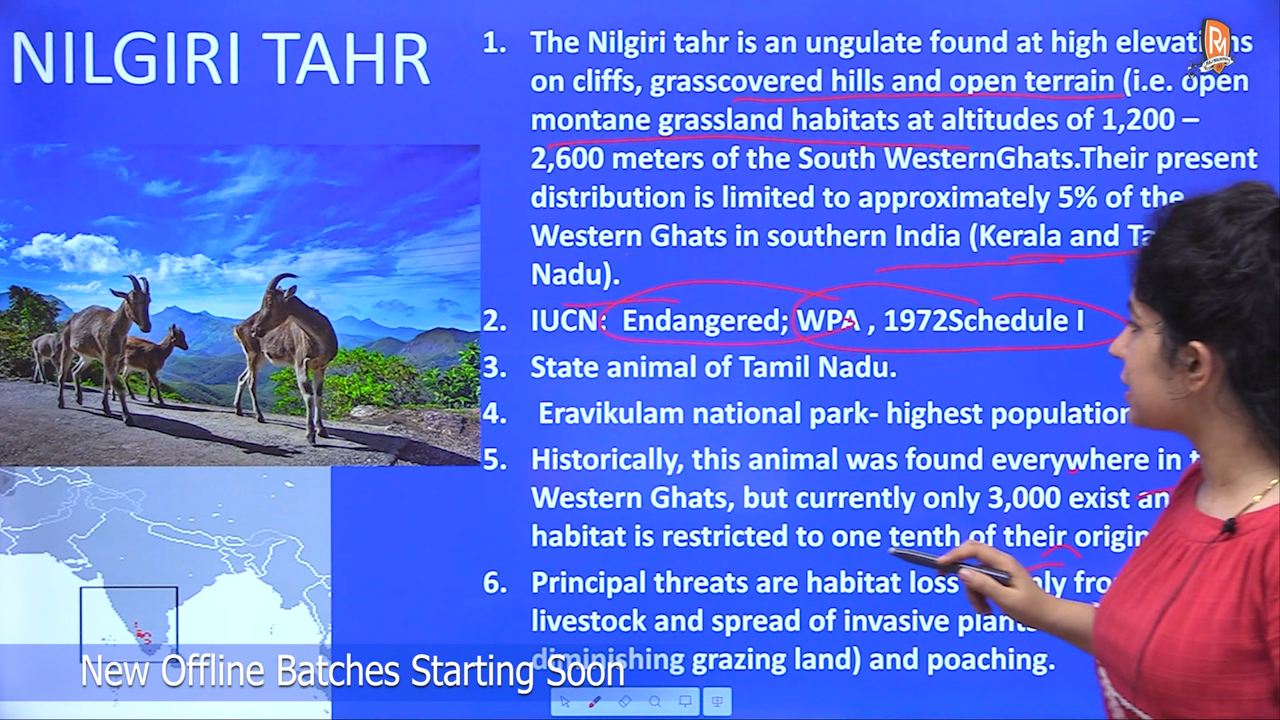 NILGIRI TAHR
1. The Nilgiri tahr is an ungulate found at high
on cliffs, grasscovered hills and open terrain (i.e. open
montane grassland habitats at altitudes of 1,200 –
2,600 meters of the South WesternGhats.Their present
distribution is limited to approximately 5% of the
Western Ghats in southern India (Kerala and
Nadu).
2. IUCN: Endangered; WPA , 1972Schedule I
3. State animal of Tamil Nadu.
4. Eravikulam national park- highest population
5. Historically, this animal was found everywhere in
Western Ghats, but currently only 3,000 exist
habitat is restricted to one tenth of their
6. Principal threats are habitat loss
livestock and spread of invasive plants
diminishing grazing land) and poaching.
New Offline Batches Starting Soon